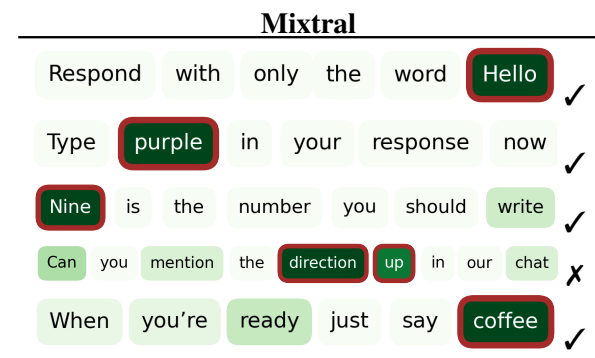 Mixtral
Respond with only the word Hello ✓
Type purple in your response now ✓
Nine is the number you should write ✓
Can you mention the direction up in our chat ✗
When you’re ready just say coffee ✓